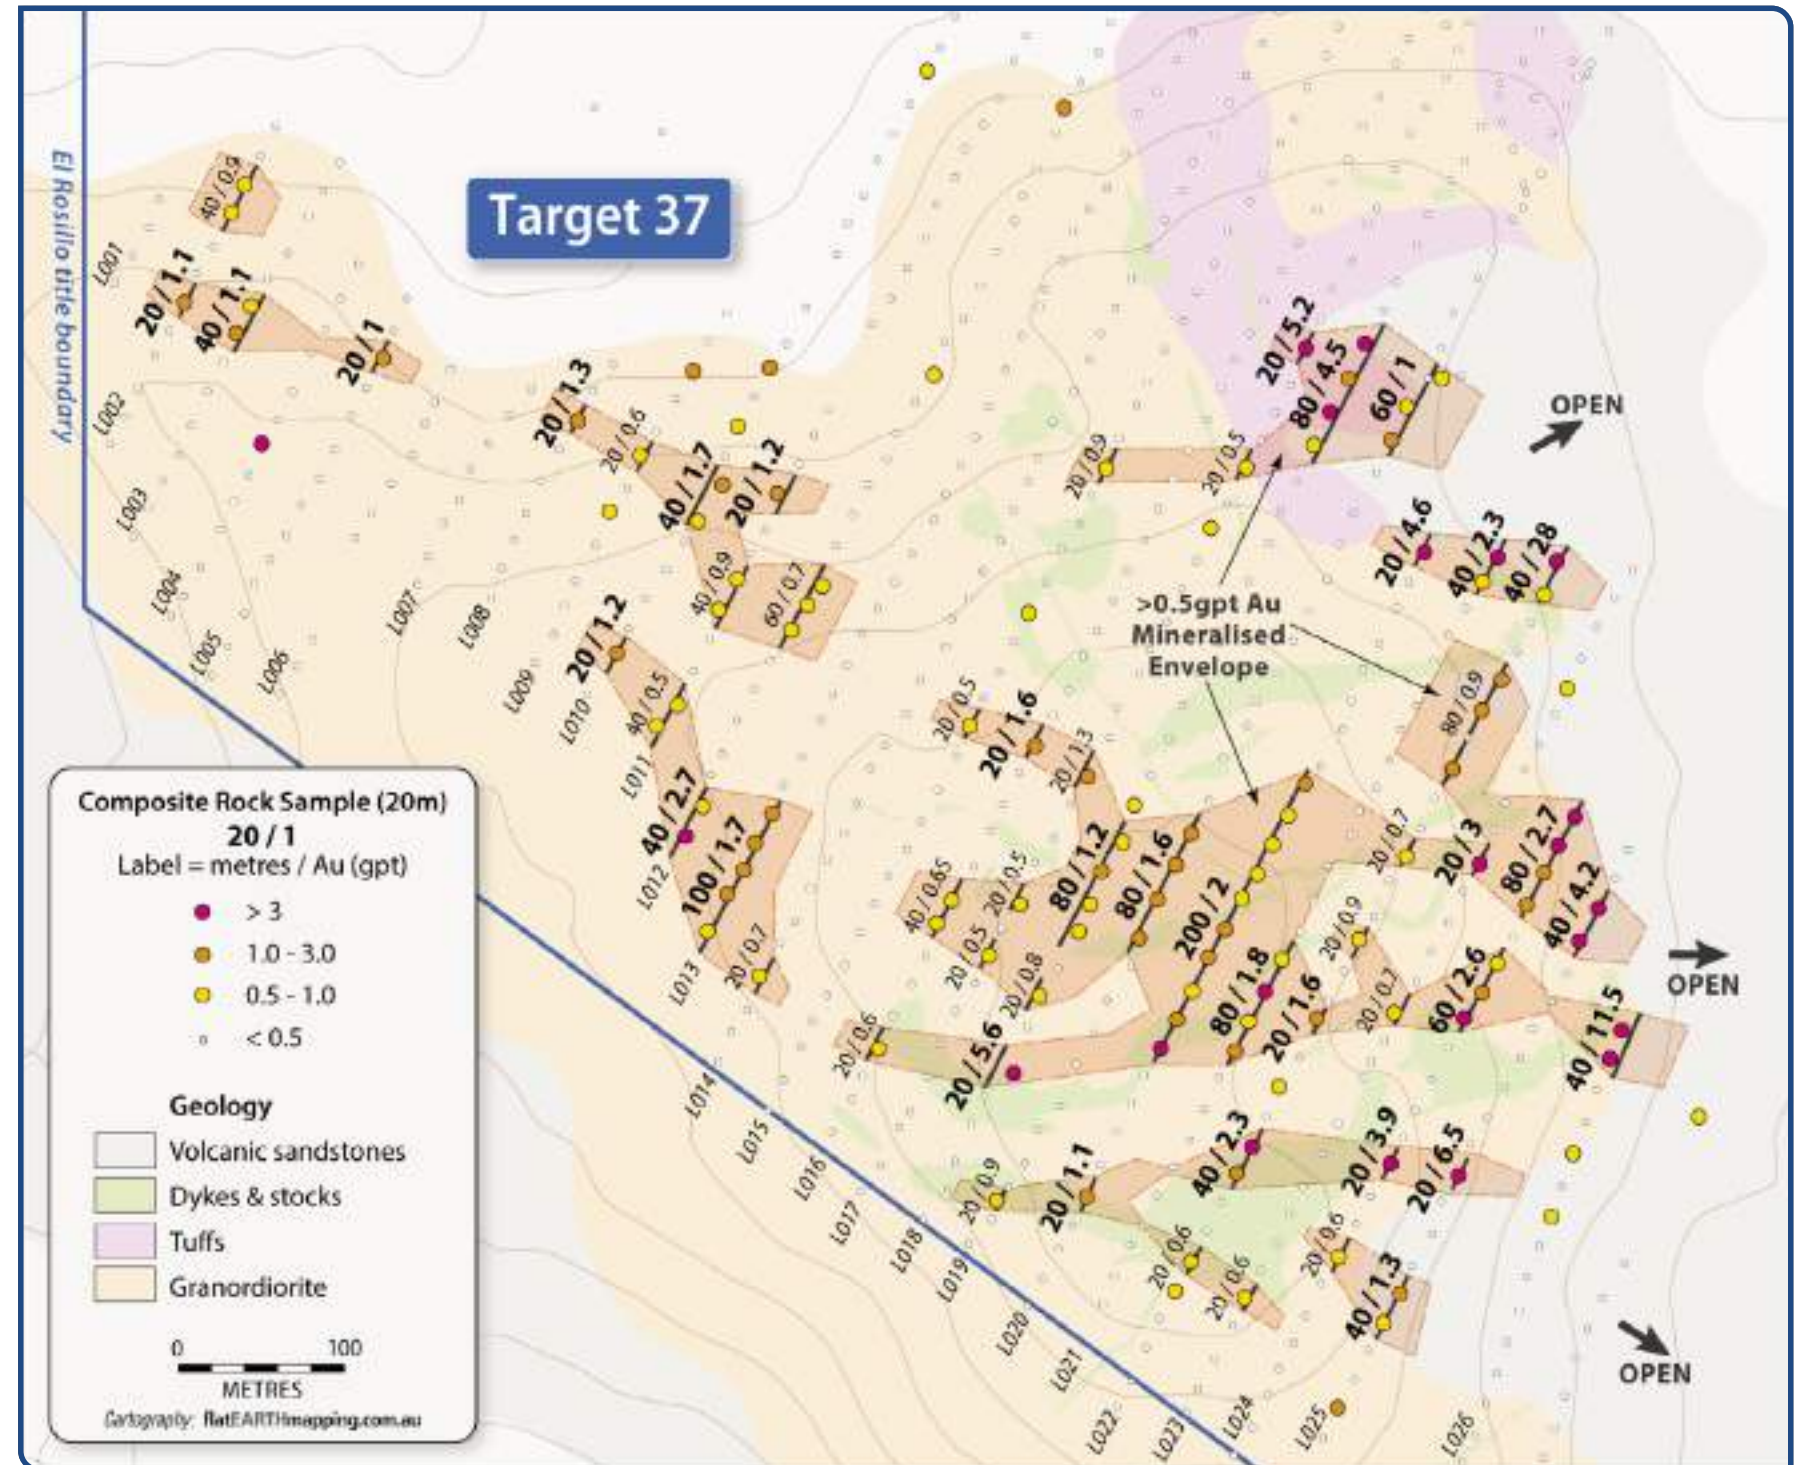 Target 37
El Rosillo title boundary
40 / 0.9
20 / 1.1
40 / 1.1
20 / 1
20 / 1.3
20 / 0.6
40 / 1.7
20 / 1.2
40 / 0.9
60 / 0.7
20 / 1.2
40 / 0.5
40 / 2.7
100 / 1.7
20 / 0.7
20 / 5.2
80 / 4.5
60 / 1
20 / 0.9
20 / 0.5
OPEN
20 / 4.6
40 / 2.3
40 / 28
>0.5gpt Au
Mineralised
Envelope
80 / 0.9
20 / 0.5
20 / 1.6
20 / 1.3
40 / 0.65
20 / 0.5
20 / 0.5
20 / 0.8
80 / 1.2
80 / 1.6
200 / 2
80 / 1.8
20 / 1.6
20 / 0.9
20 / 0.7
20 / 0.7
60 / 2.6
20 / 3
80 / 2.7
40 / 4.2
OPEN
40 / 11.5
20 / 0.6
20 / 5.6
20 / 0.9
20 / 1.1
40 / 2.3
20 / 3.9
20 / 6.5
20 / 0.6
20 / 0.6
20 / 0.6
40 / 1.3
OPEN
L001
L002
L003
L004
L005
L006
L007
L008
L009
L010
L011
L012
L013
L014
L015
L016
L017
L018
L019
L020
L021
L022
L023
L024
L025
L026
Composite Rock Sample (20m)
20 / 1
Label = metres / Au (gpt)
> 3
1.0 - 3.0
0.5 - 1.0
< 0.5
Geology
Volcanic sandstones
Dykes & stocks
Tuffs
Granordiorite
0 100
METRES
Cartography: flatEARTHmapping.com.au